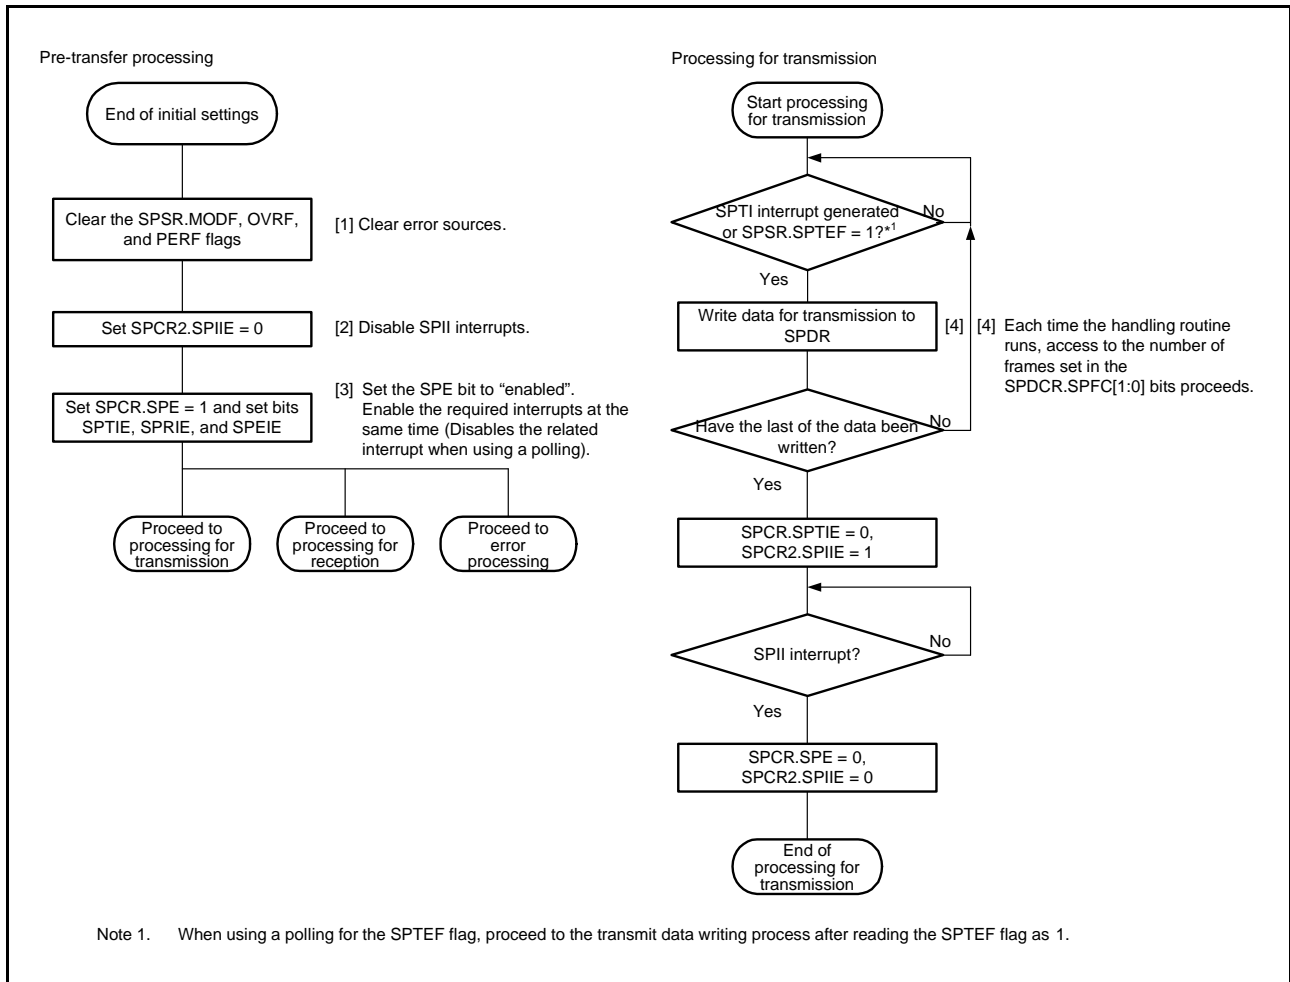 Pre-transfer processing
End of initial settings
Clear the SPSR.MODF, OVRF,
and PERF flags
[1] Clear error sources.
Set SPCR2.SPIIE = 0
[2] Disable SPII interrupts.
Set SPCR.SPE = 1 and set bits
SPTIE, SPRIE, and SPEIE
[3] Set the SPE bit to “enabled”.
Enable the required interrupts at the
same time (Disables the related
interrupt when using a polling).
Proceed to
processing for
transmission
Proceed to
processing for
reception
Proceed to
error
processing
Processing for transmission
Start processing
for transmission
SPTI interrupt generated
or SPSR.SPTEF = 1?*1
No
Yes
Write data for transmission to
SPDR
[4]
[4] Each time the handling routine
runs, access to the number of
frames set in the
SPDCR.SPFC[1:0] bits proceeds.
Have the last of the data been
written?
No
Yes
SPCR.SPTIE = 0,
SPCR2.SPIIE = 1
SPII interrupt?
No
Yes
SPCR.SPE = 0,
SPCR2.SPIIE = 0
End of
processing for
transmission
Note 1. When using a polling for the SPTEF flag, proceed to the transmit data writing process after reading the SPTEF flag as 1.